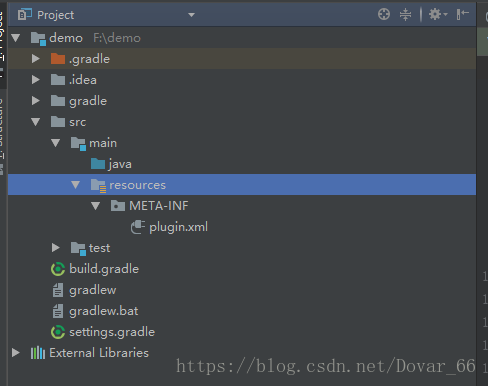 Project
demo F:\demo
.gradle
.idea
gradle
src
main
java
resources
META-INF
plugin.xml
test
build.gradle
gradlew
gradlew.bat
settings.gradle
External Libraries
https://blog.csdn.net/Dovar_66